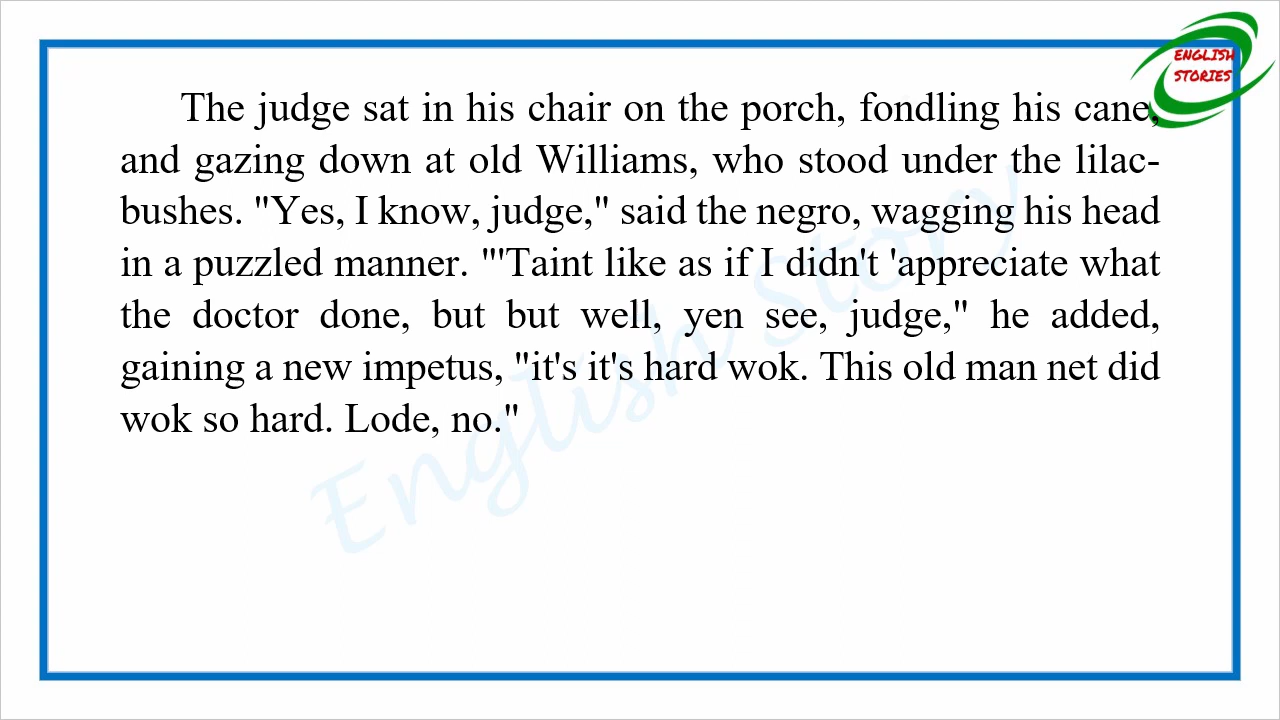 ENGLISH
STORIES
The judge sat in his chair on the porch, fondling his cane,
and gazing down at old Williams, who stood under the lilac-
bushes. "Yes, I know, judge," said the negro, wagging his head
in a puzzled manner. "'Taint like as if I didn't 'appreciate what
the doctor done, but but well, yen see, judge," he added,
gaining a new impetus, "it's it's hard wok. This old man net did
wok so hard. Lode, no."
English Story